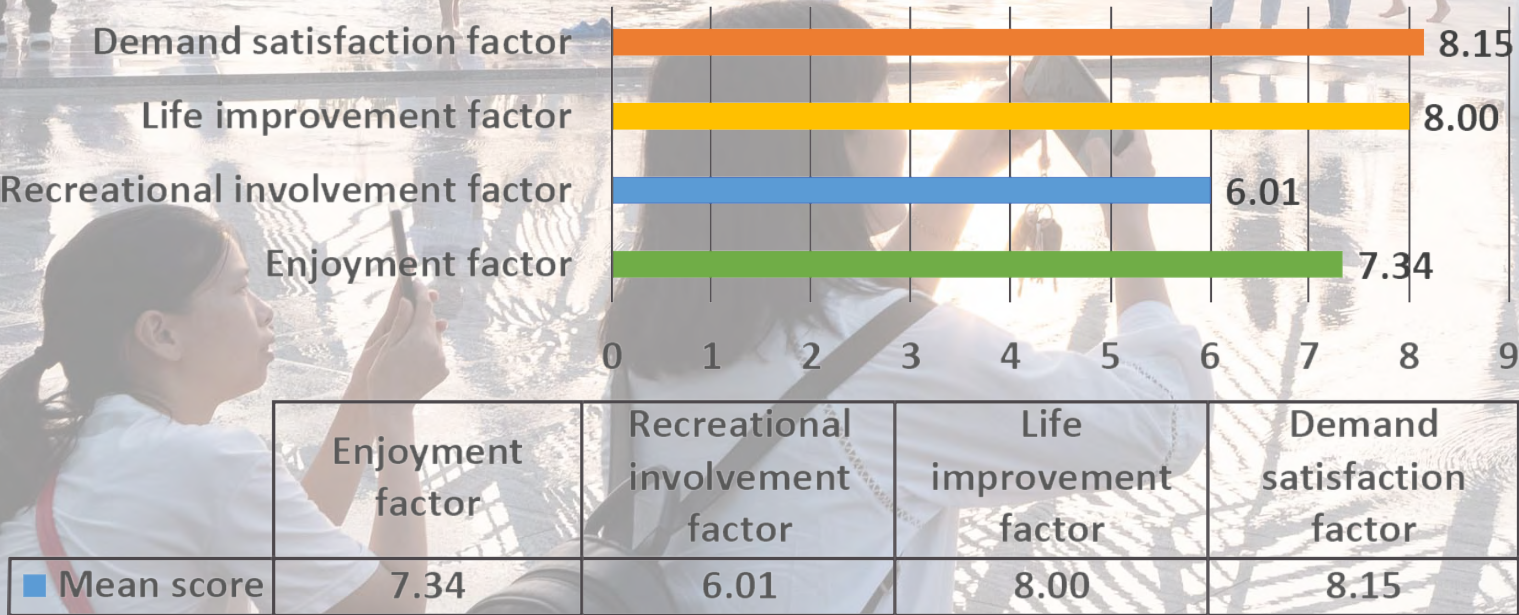 Demand satisfaction factor 8.15
Life improvement factor 8.00
Recreational involvement factor 6.01
Enjoyment factor 7.34
0 1 2 3 4 5 6 7 8 9
Enjoyment factor Recreational involvement factor Life improvement factor Demand satisfaction factor
Mean score 7.34 6.01 8.00 8.15